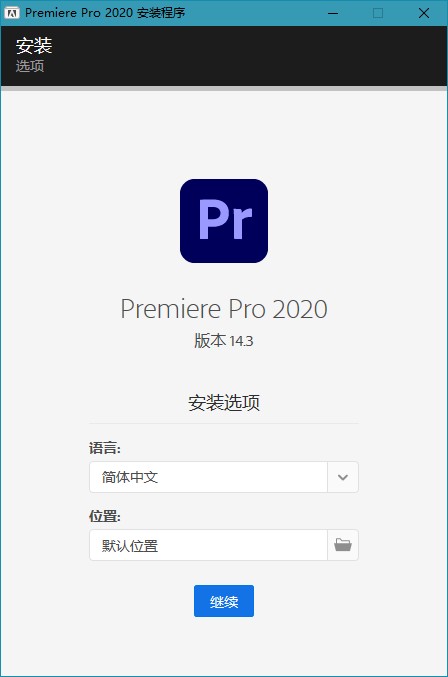 Premiere Pro 2020 安装程序
安装
选项
Pr
Premiere Pro 2020
版本 14.3
安装选项
语言:
简体中文
位置:
默认位置
继续